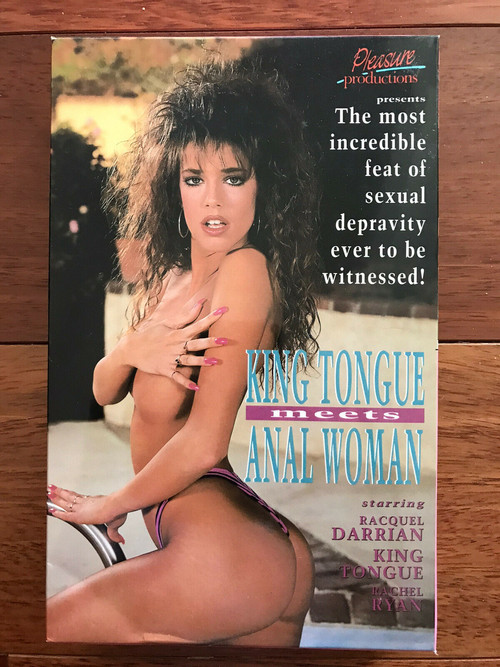 Pleasure
productions
presents
The most
incredible
feat of
sexual
depravity
ever to be
witnessed!
KING TONGUE
meets
ANAL WOMAN
starring
RACQUEL
DARRIAN
KING
TONGUE
RACHEL
RYAN